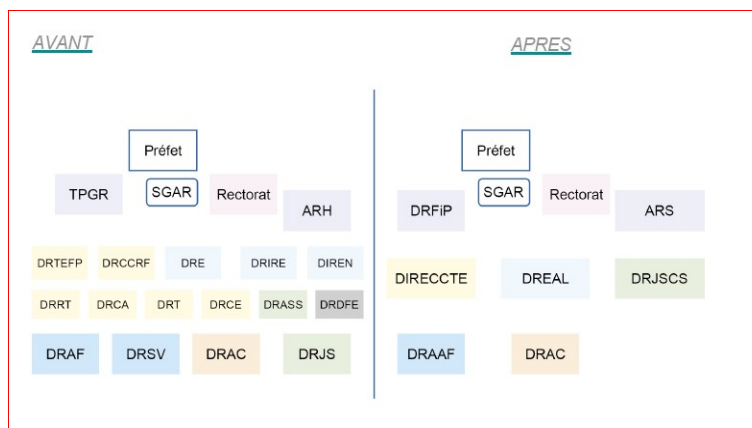 AVANT
APRES
Préfet
TPGR
SGAR
Rectorat
ARH
DRTEFP
DRCCRF
DRE
DRIRE
DIREN
DRRT
DRCA
DRT
DRCE
DRASS
DRDFE
DRAF
DRSV
DRAC
DRJS
Préfet
DRFiP
SGAR
Rectorat
ARS
DIRECCTE
DREAL
DRJSCS
DRAAF
DRAC